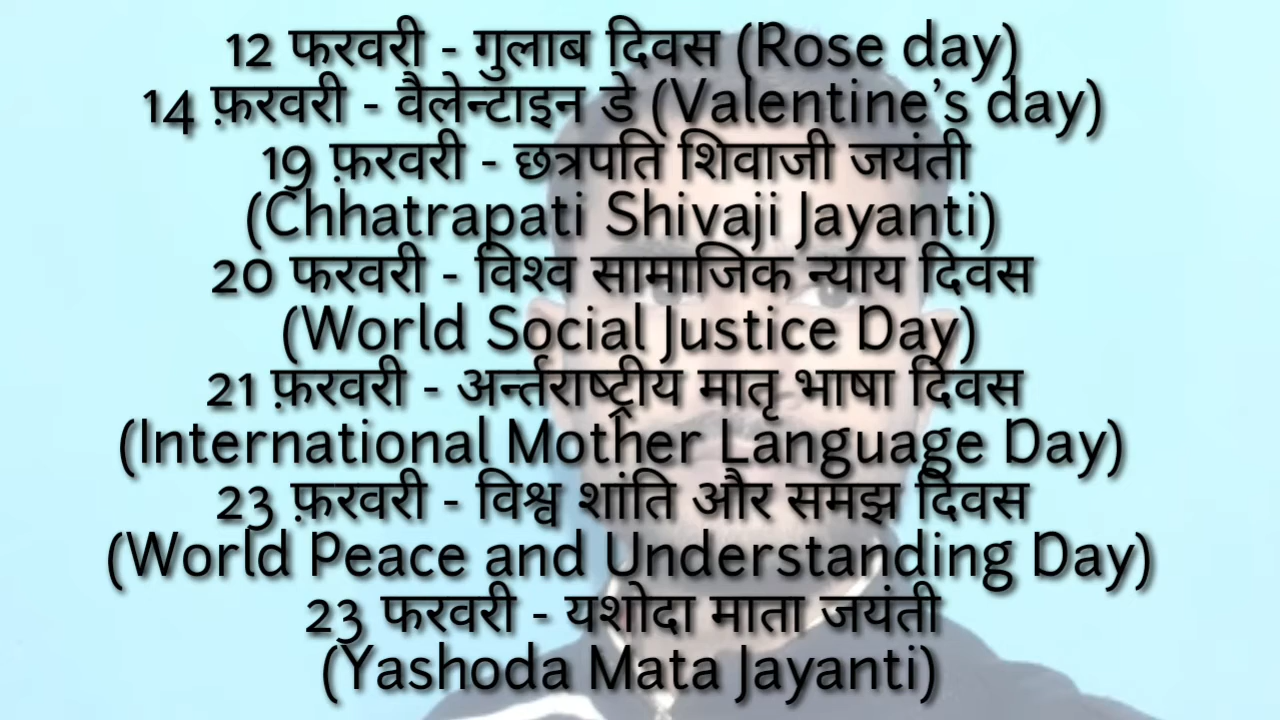 12 फरवरी - गुलाब दिवस (Rose day)
14 फ़रवरी - वैलेन्टाइन डे (Valentine's day)
19 फ़रवरी - छत्रपति शिवाजी जयंती
(Chhatrapati Shivaji Jayanti)
20 फरवरी - विश्व सामाजिक न्याय दिवस
(World Social Justice Day)
21 फ़रवरी - अर्न्तराष्ट्रीय मातृ भाषा दिवस
(International Mother Language Day)
23 फ़रवरी - विश्व शांति और समझ दिवस
(World Peace and Understanding Day)
23 फरवरी - यशोदा माता जयंती
(Yashoda Mata Jayanti)